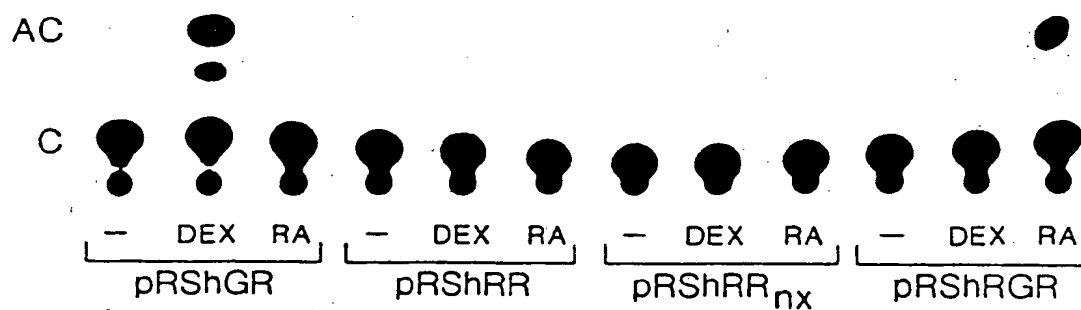 AC
C
– DEX RA – DEX RA – DEX RA – DEX RA
pRShGR pRShRR pRShRRnx pRShRGR